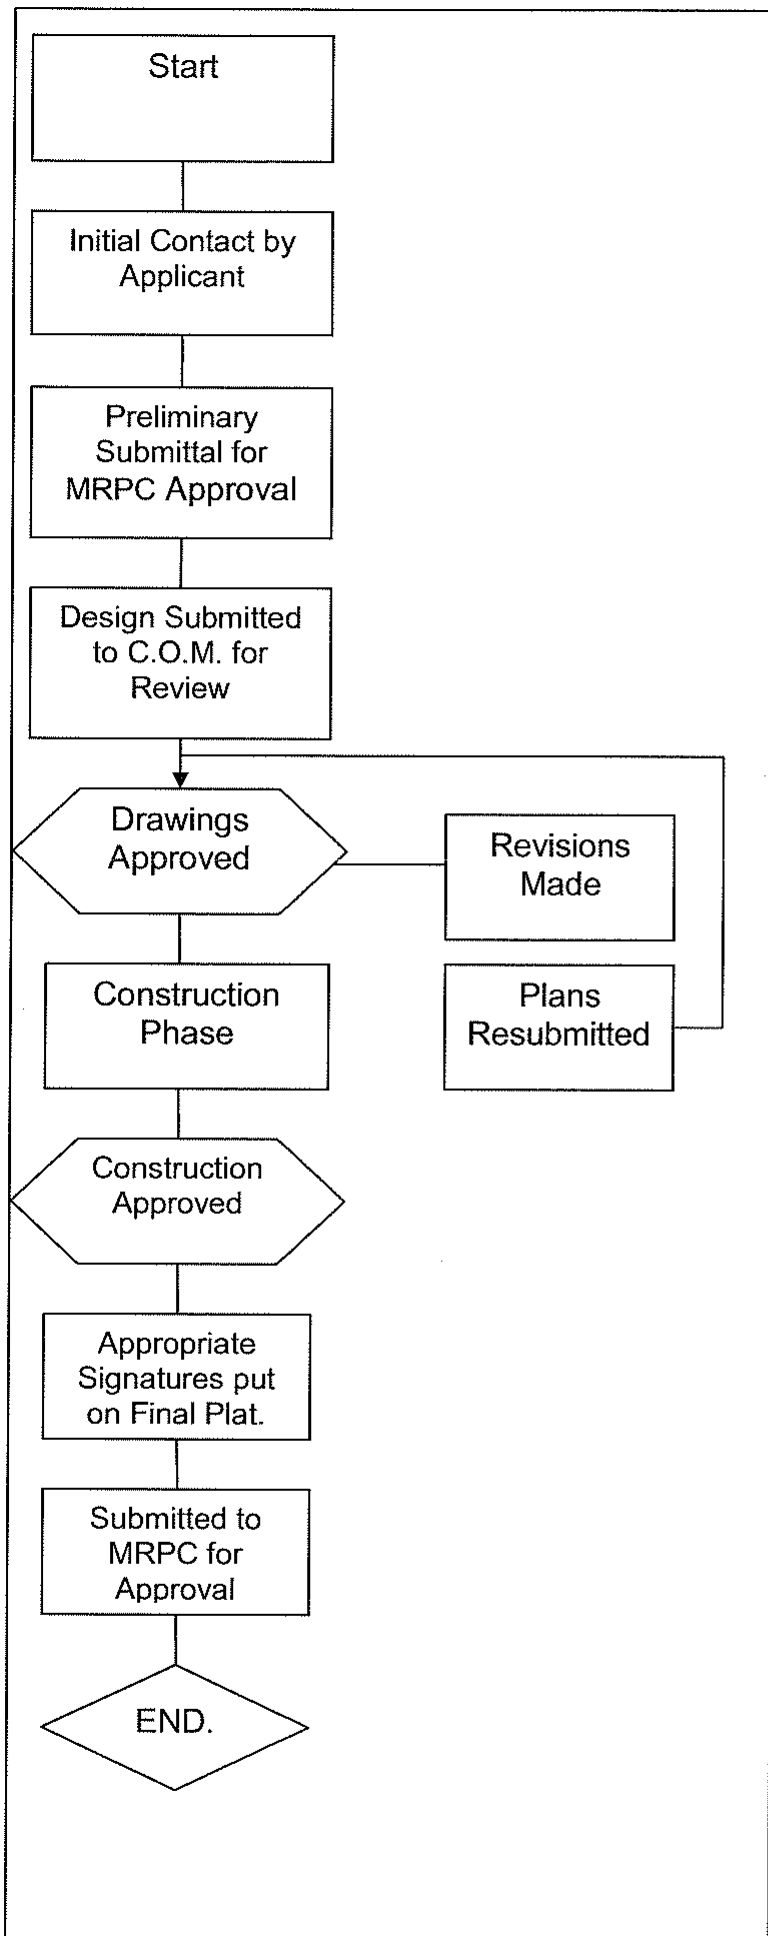 Start
Initial Contact by
Applicant
Preliminary
Submittal for
MRPC Approval
Design Submitted
to C.O.M. for
Review
Drawings
Approved
Revisions
Made
Construction
Phase
Plans
Resubmitted
Construction
Approved
Appropriate
Signatures put
on Final Plat.
Submitted to
MRPC for
Approval
END.